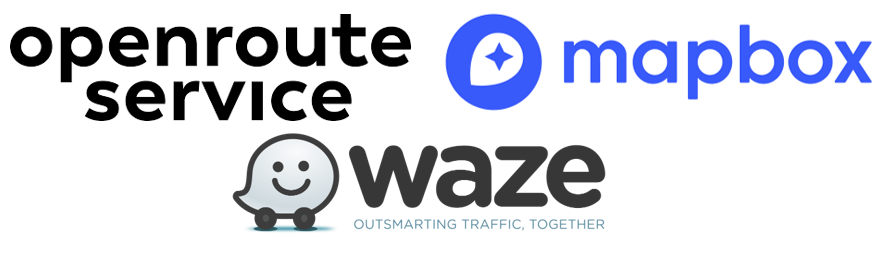 openroute
service
mapbox
waze
OUTSMARTING TRAFFIC, TOGETHER